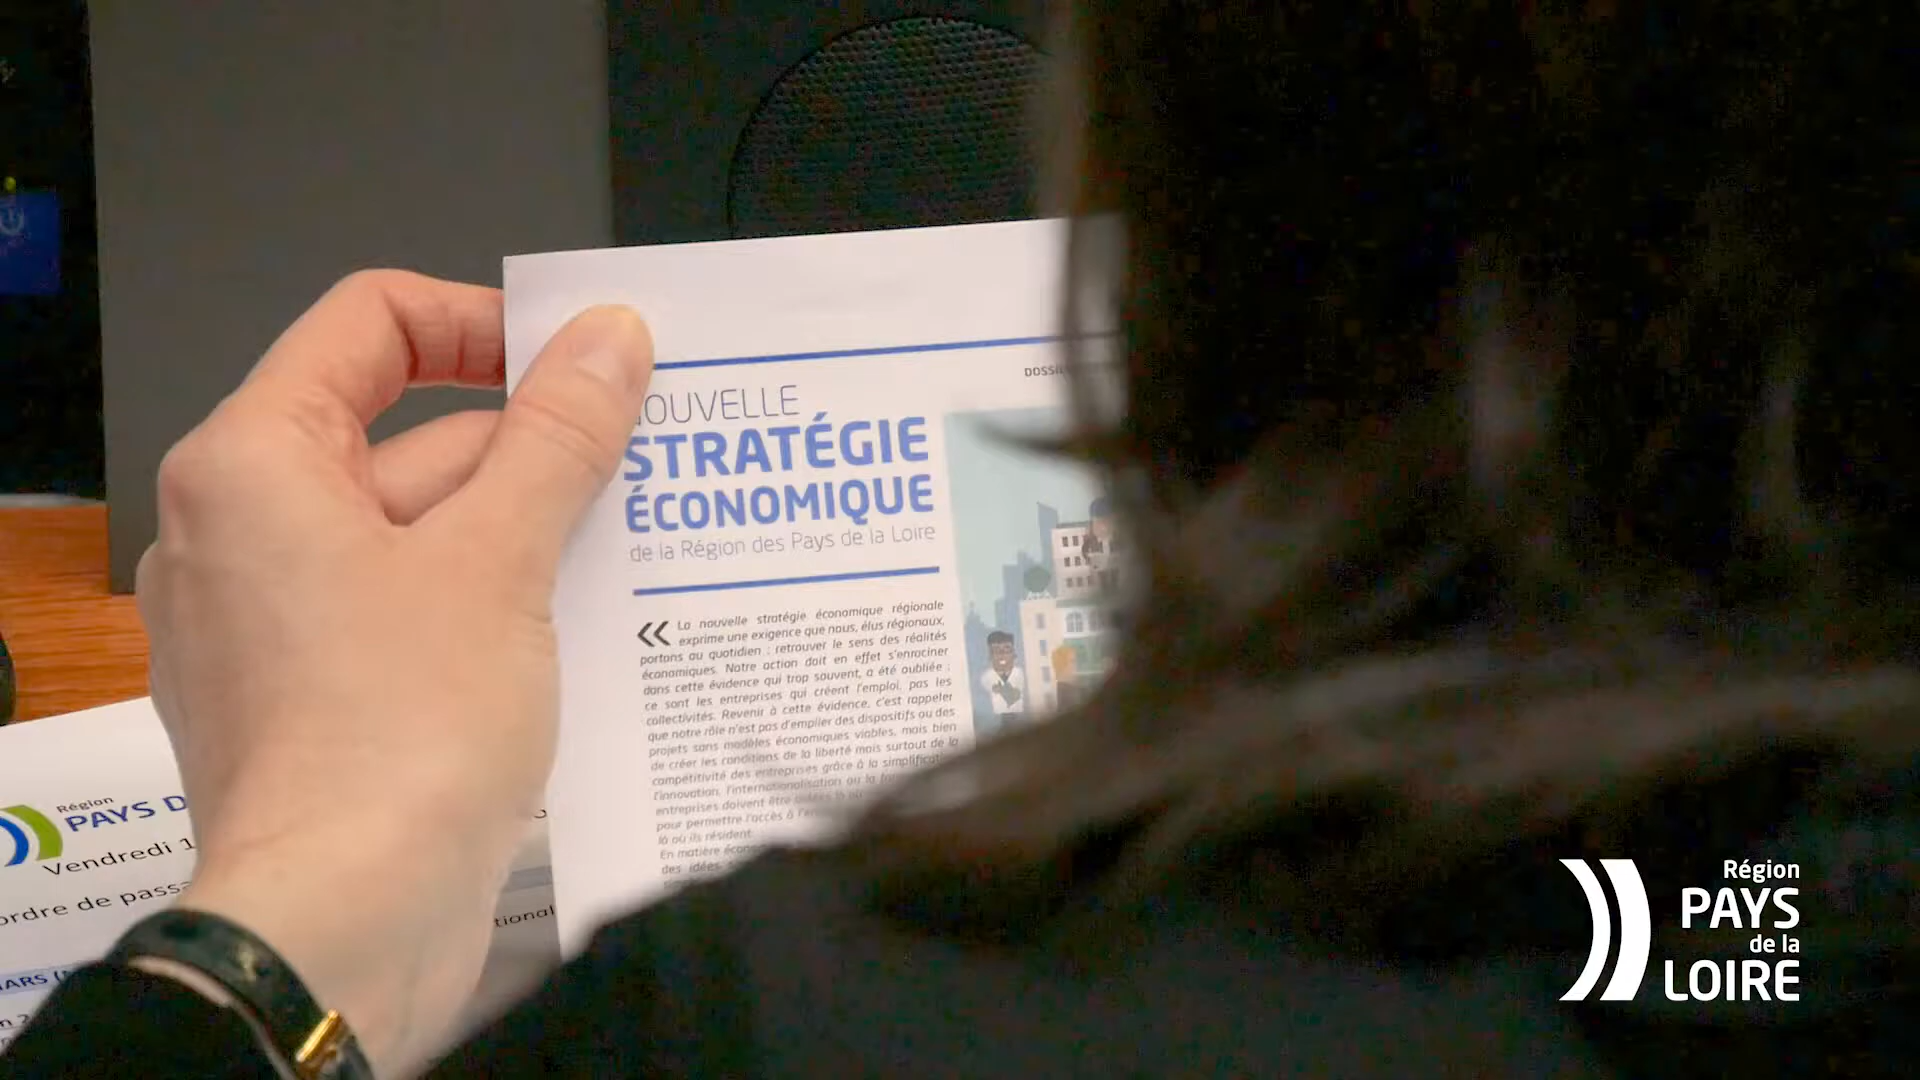 DOSSI
OUVELLE
STRATÉGIE
ÉCONOMIQUE
de la Région des Pays de la Loire
« La nouvelle stratégie économique régionale
exprime une exigence que nous, élus régionaux,
portons au quotidien : retrouver le sens des réalités
économiques. Notre action doit en effet s'enraciner
dans cette évidence qui trop souvent, a été oubliée :
ce sont les entreprises qui créent l'emploi, pas les
collectivités. Revenir à cette évidence, c'est rappeler
que notre rôle n'est pas d'empiler des dispositifs ou des
projets sans modèles économiques viables, mais bien
de créer les conditions de la liberté mais surtout de la
compétitivité des entreprises grâce à la simplification
l'innovation, l'internationalisation ou la
entreprises doivent être
pour permettre l'accès à
là où ils résident.
En matière
des idées
Région
PAYS D
Vendredi 1
ordre de passa
tional
MARS
Région
PAYS
de la
LOIRE